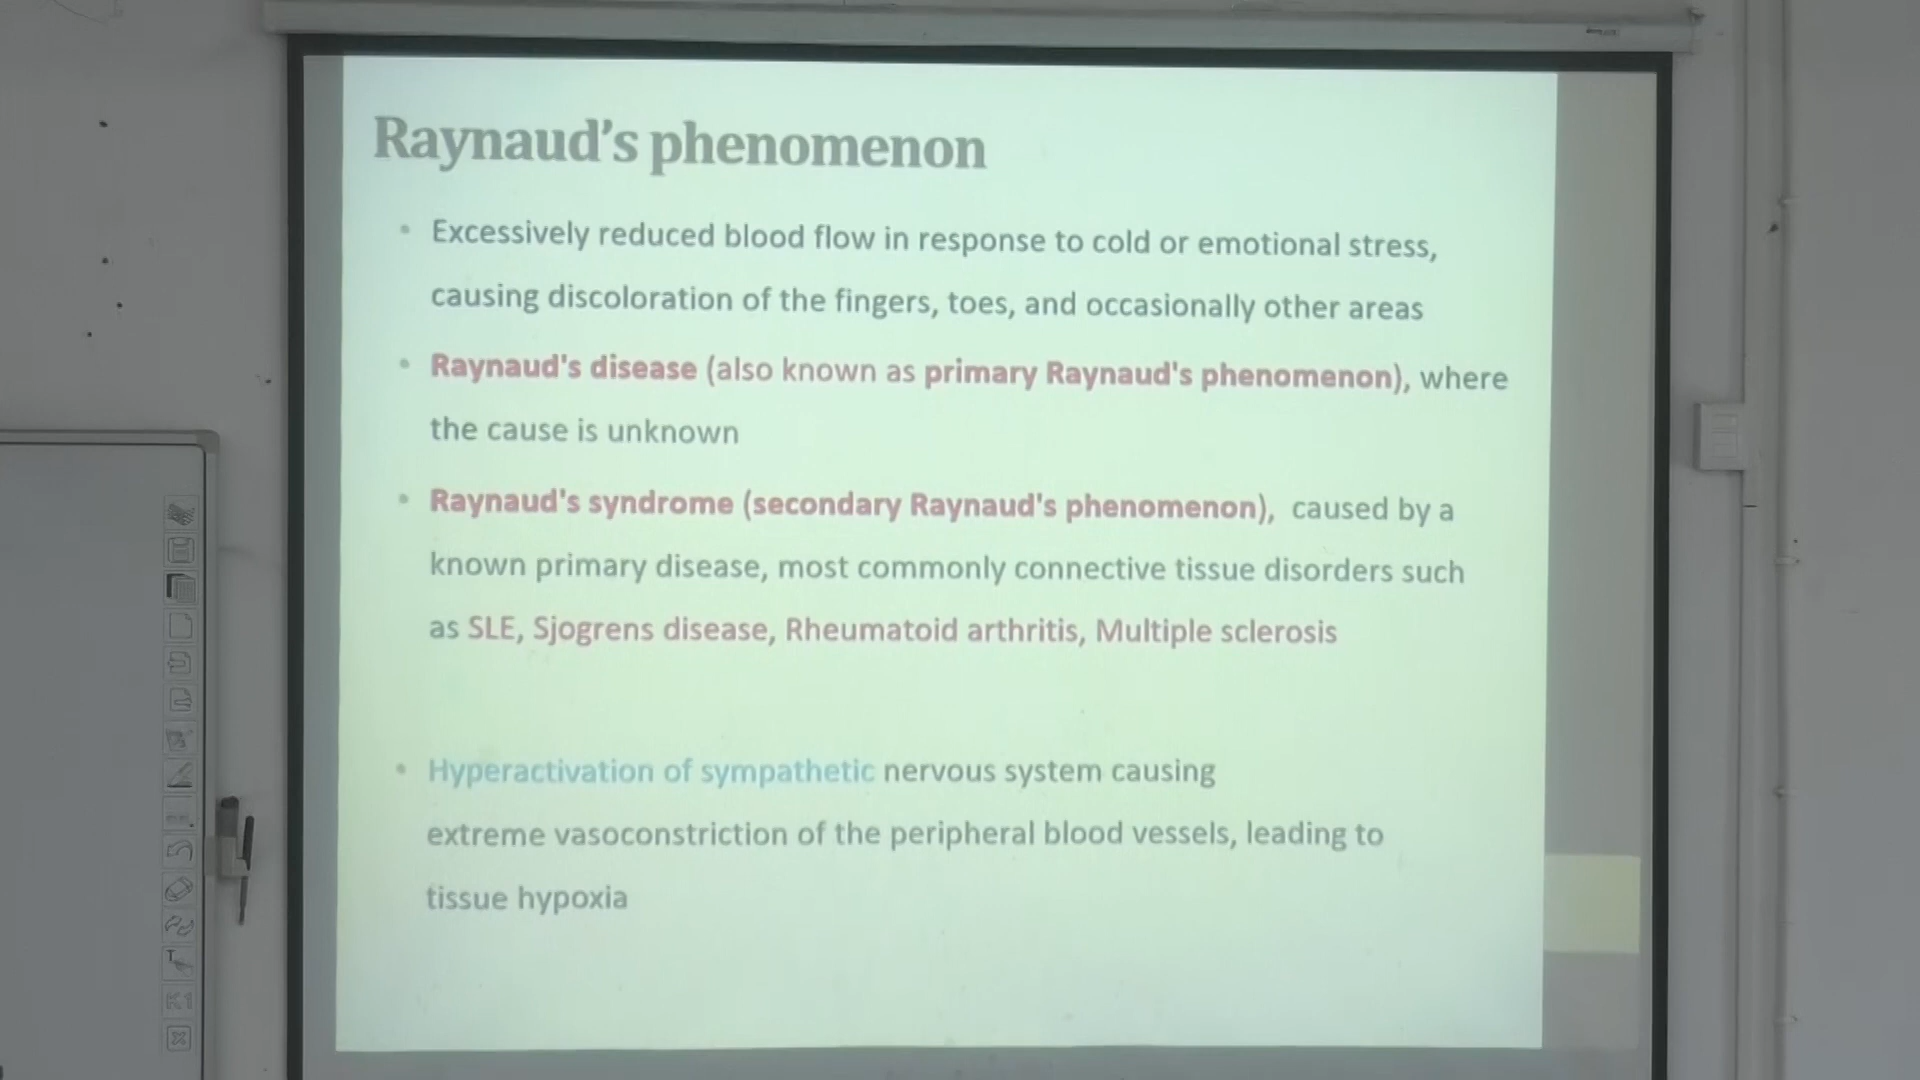 Raynaud's phenomenon
• Excessively reduced blood flow in response to cold or emotional stress,
causing discoloration of the fingers, toes, and occasionally other areas
• Raynaud's disease (also known as primary Raynaud's phenomenon), where
the cause is unknown
• Raynaud's syndrome (secondary Raynaud's phenomenon), caused by a
known primary disease, most commonly connective tissue disorders such
as SLE, Sjogrens disease, Rheumatoid arthritis, Multiple sclerosis
• Hyperactivation of sympathetic nervous system causing
extreme vasoconstriction of the peripheral blood vessels, leading to
tissue hypoxia